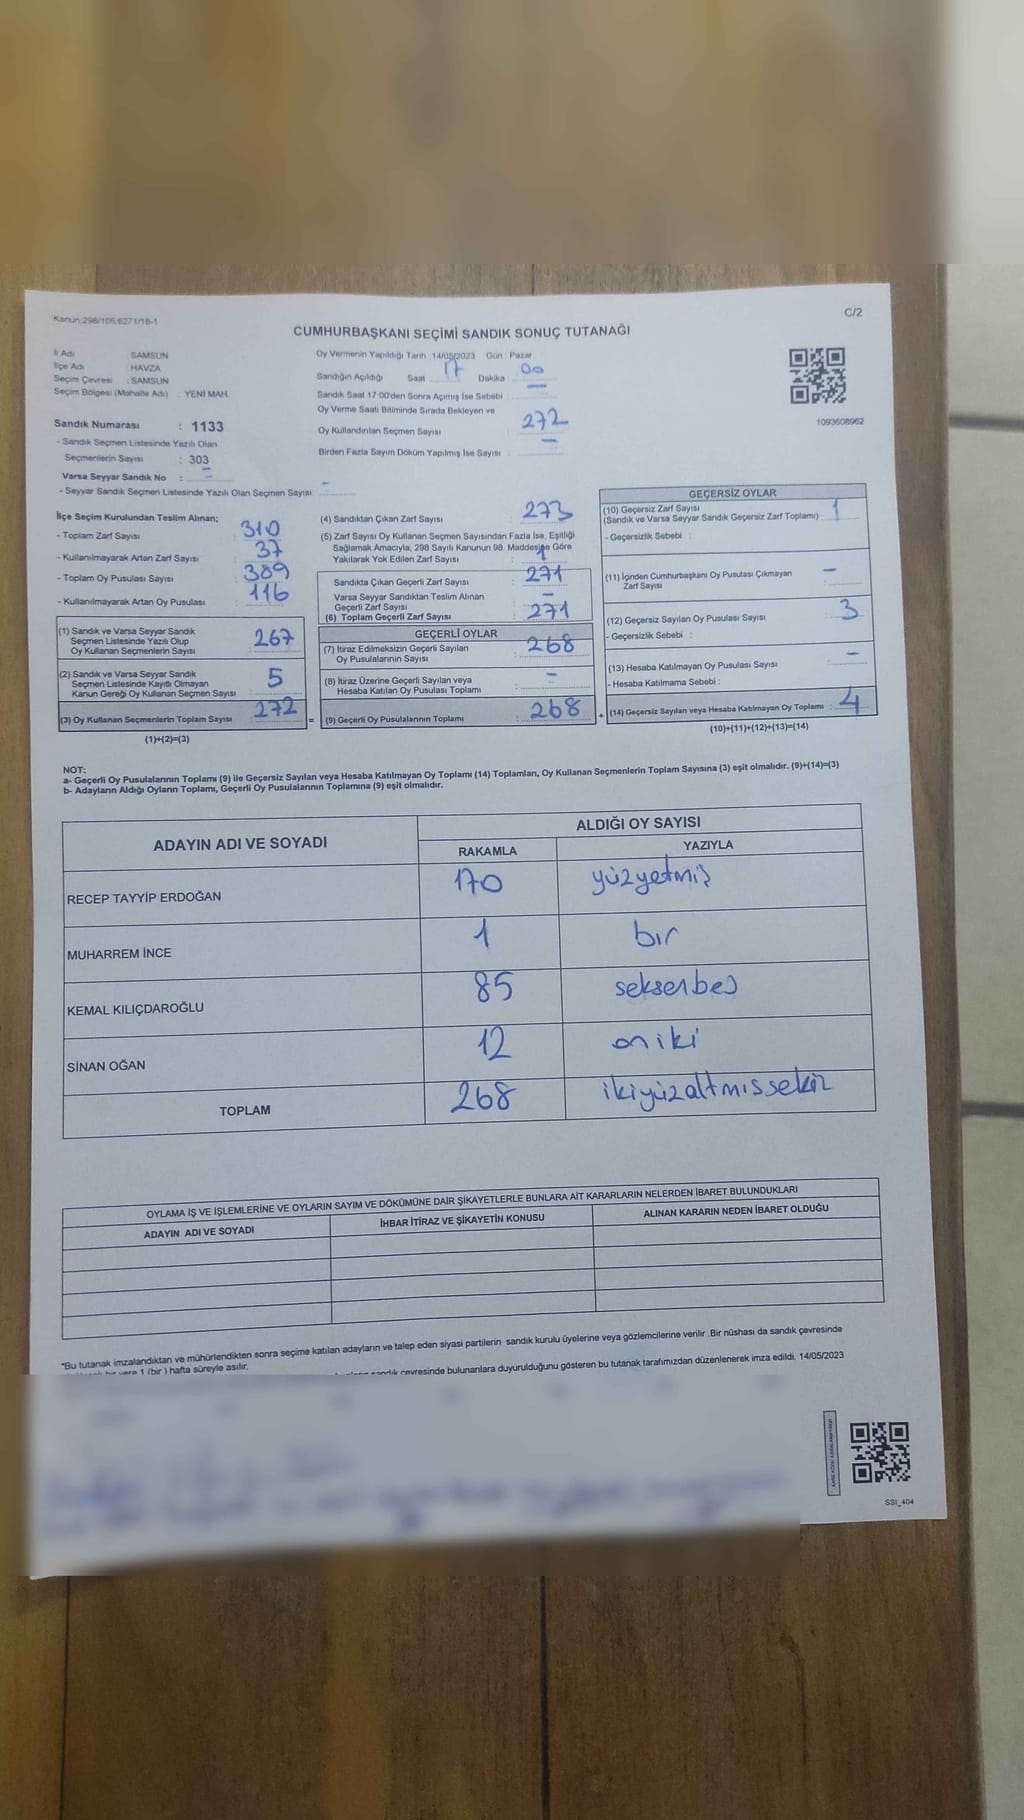 Kanun:298/105,6271/18-1
C/2
CUMHURBAŞKANI SEÇİMİ SANDIK SONUÇ TUTANAĞI
İl Adı : SAMSUN
İlçe Adı : HAVZA
Seçim Çevresi : SAMSUN
Seçim Bölgesi (Mahalle Adı) : YENİ MAH.
Sandık Numarası : 1133
- Sandık Seçmen Listesinde Yazılı Olan
Seçmenlerin Sayısı : 303
Varsa Seyyar Sandık No : -
- Seyyar Sandık Seçmen Listesinde Yazılı Olan Seçmen Sayısı: -
Oy Vermenin Yapıldığı Tarih : 14/05/2023 Gün : Pazar
Sandığın Açıldığı Saat : 17 Dakika : 00
Sandık Saat 17:00'den Sonra Açımış İse Sebebi : -
Oy Verme Saati Bitiminde Sırada Bekleyen ve
Oy Kullandırılan Seçmen Sayısı : 272
Birden Fazla Sayım Döküm Yapılmış İse Sayısı : -
1093608962
İlçe Seçim Kurulundan Teslim Alınan;
- Toplam Zarf Sayısı : 310
- Kullanılmayarak Artan Zarf Sayısı : 37
- Toplam Oy Pusulası Sayısı : 389
- Kullanılmayarak Artan Oy Pusulası : 116
(1) Sandık ve Varsa Seyyar Sandık
Seçmen Listesinde Yazılı Olup
Oy Kullanan Seçmenlerin Sayısı : 267
(2) Sandık ve Varsa Seyyar Sandık
Seçmen Listesinde Kayıtlı Olmayan
Kanun Gereği Oy Kullanan Seçmen Sayısı : 5
(3) Oy Kullanan Seçmenlerin Toplam Sayısı : 272
(1)+(2)=(3)
(4) Sandıktan Çıkan Zarf Sayısı : 273
(5) Zarf Sayısı Oy Kullanan Seçmen Sayısından Fazla İse, Eşitliği
Sağlamak Amacıyla, 298 Sayılı Kanunun 98. Maddesine Göre
Yakılarak Yok Edilen Zarf Sayısı : 1
Sandıkta Çıkan Geçerli Zarf Sayısı : 271
Varsa Seyyar Sandıktan Teslim Alınan
Geçerli Zarf Sayısı : -
(6) Toplam Geçerli Zarf Sayısı : 271
GEÇERLİ OYLAR
(7) İtiraz Edilmeksizin Geçerli Sayılan
Oy Pusulalarının Sayısı : 268
(8) İtiraz Üzerine Geçerli Sayılan veya
Hesaba Katılan Oy Pusulası Toplamı : -
= (9) Geçerli Oy Pusulalarının Toplamı : 268 +
GEÇERSİZ OYLAR
(10) Geçersiz Zarf Sayısı
(Sandık ve Varsa Seyyar Sandık Geçersiz Zarf Toplamı) : 1
- Geçersizlik Sebebi :
(11) İçinden Cumhurbaşkanı Oy Pusulası Çıkmayan
Zarf Sayısı : -
(12) Geçersiz Sayılan Oy Pusulası Sayısı : 3
- Geçersizlik Sebebi :
(13) Hesaba Katılmayan Oy Pusulası Sayısı : -
- Hesaba Katılmama Sebebi :
(14) Geçersiz Sayılan veya Hesaba Katılmayan Oy Toplamı : 4
(10)+(11)+(12)+(13)=(14)
NOT:
a- Geçerli Oy Pusulalarının Toplamı (9) ile Geçersiz Sayılan veya Hesaba Katılmayan Oy Toplamı (14) Toplamları, Oy Kullanan Seçmenlerin Toplam Sayısına (3) eşit olmalıdır. (9)+(14)=(3)
b- Adayların Aldığı Oyların Toplamı, Geçerli Oy Pusulalarının Toplamına (9) eşit olmalıdır.
ADAYIN ADI VE SOYADI
ALDIĞI OY SAYISI
RAKAMLA YAZIYLA
RECEP TAYYİP ERDOĞAN 170 yüzyetmiş
MUHARREM İNCE 1 bır
KEMAL KILIÇDAROĞLU 85 seksenbeş
SİNAN OĞAN 12 oniki
TOPLAM 268 ikiyüzaltmışsekiz
OYLAMA İŞ VE İŞLEMLERİNE VE OYLARIN SAYIM VE DÖKÜMÜNE DAİR ŞİKAYETLERLE BUNLARA AİT KARARLARIN NELERDEN İBARET BULUNDUKLARI
ADAYIN ADI VE SOYADI İHBAR İTİRAZ VE ŞİKAYETİN KONUSU ALINAN KARARIN NEDEN İBARET OLDUĞU
*Bu tutanak imzalandıktan ve mühürlendikten sonra seçime katılan adayların ve talep eden siyasi partilerin sandık kurulu üyelerine veya gözlemcilerine verilir .Bir nüshası da sandık çevresinde
bir yere 1 (bir ) hafta süreyle asılır.
sandık çevresinde bulunanlara duyurulduğunu gösteren bu tutanak tarafımızdan düzenlenerek imza edildi. 14/05/2023
SSI_404